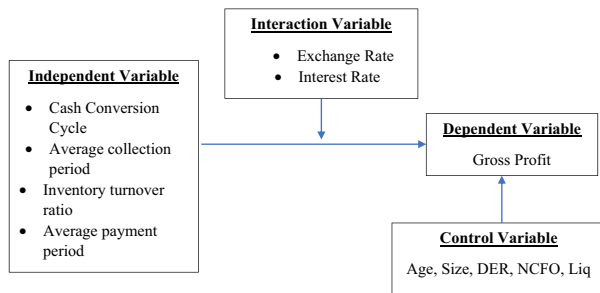 Interaction Variable
• Exchange Rate
• Interest Rate
Independent Variable
• Cash Conversion
Cycle
• Average collection
period
• Inventory turnover
ratio
• Average payment
period
Dependent Variable
Gross Profit
Control Variable
Age, Size, DER, NCFO, Liq